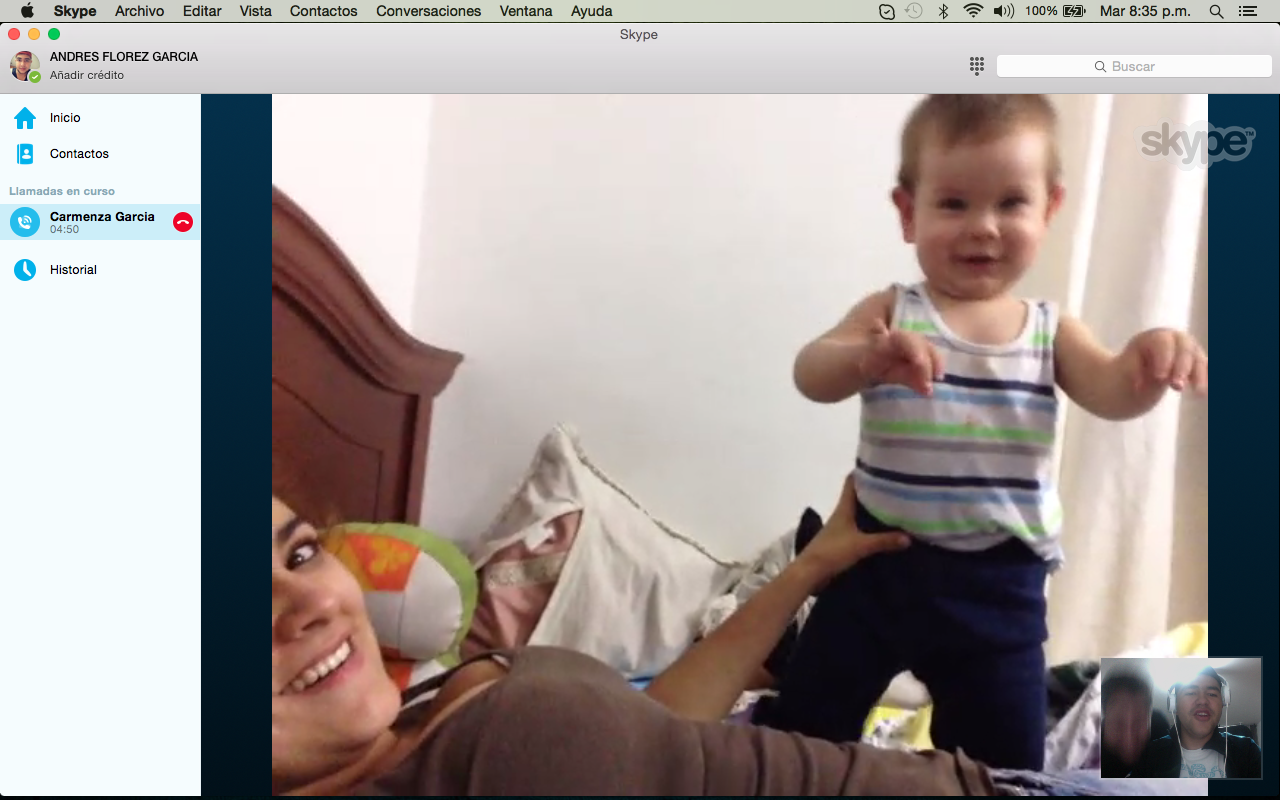 Skype Archivo Editar Vista Contactos Conversaciones Ventana Ayuda 100% Mar 8:35 p.m.
Skype
ANDRES FLOREZ GARCIA
Añadir crédito
Buscar
Inicio
Contactos
Llamadas en curso
Carmenza Garcia
04:50
Historial
skype™